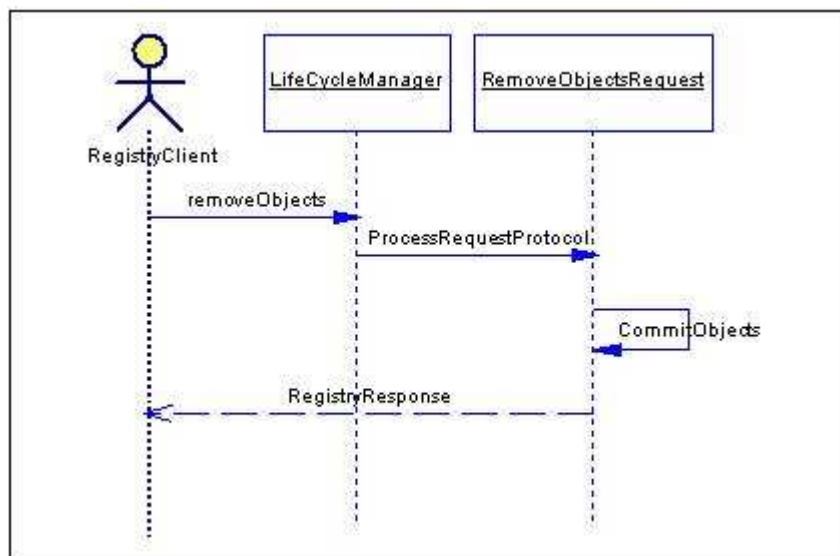 LifeCycleManager
RemoveObjectsRequest
RegistryClient
removeObjects
ProcessRequestProtocol
CommitObjects
RegistryResponse